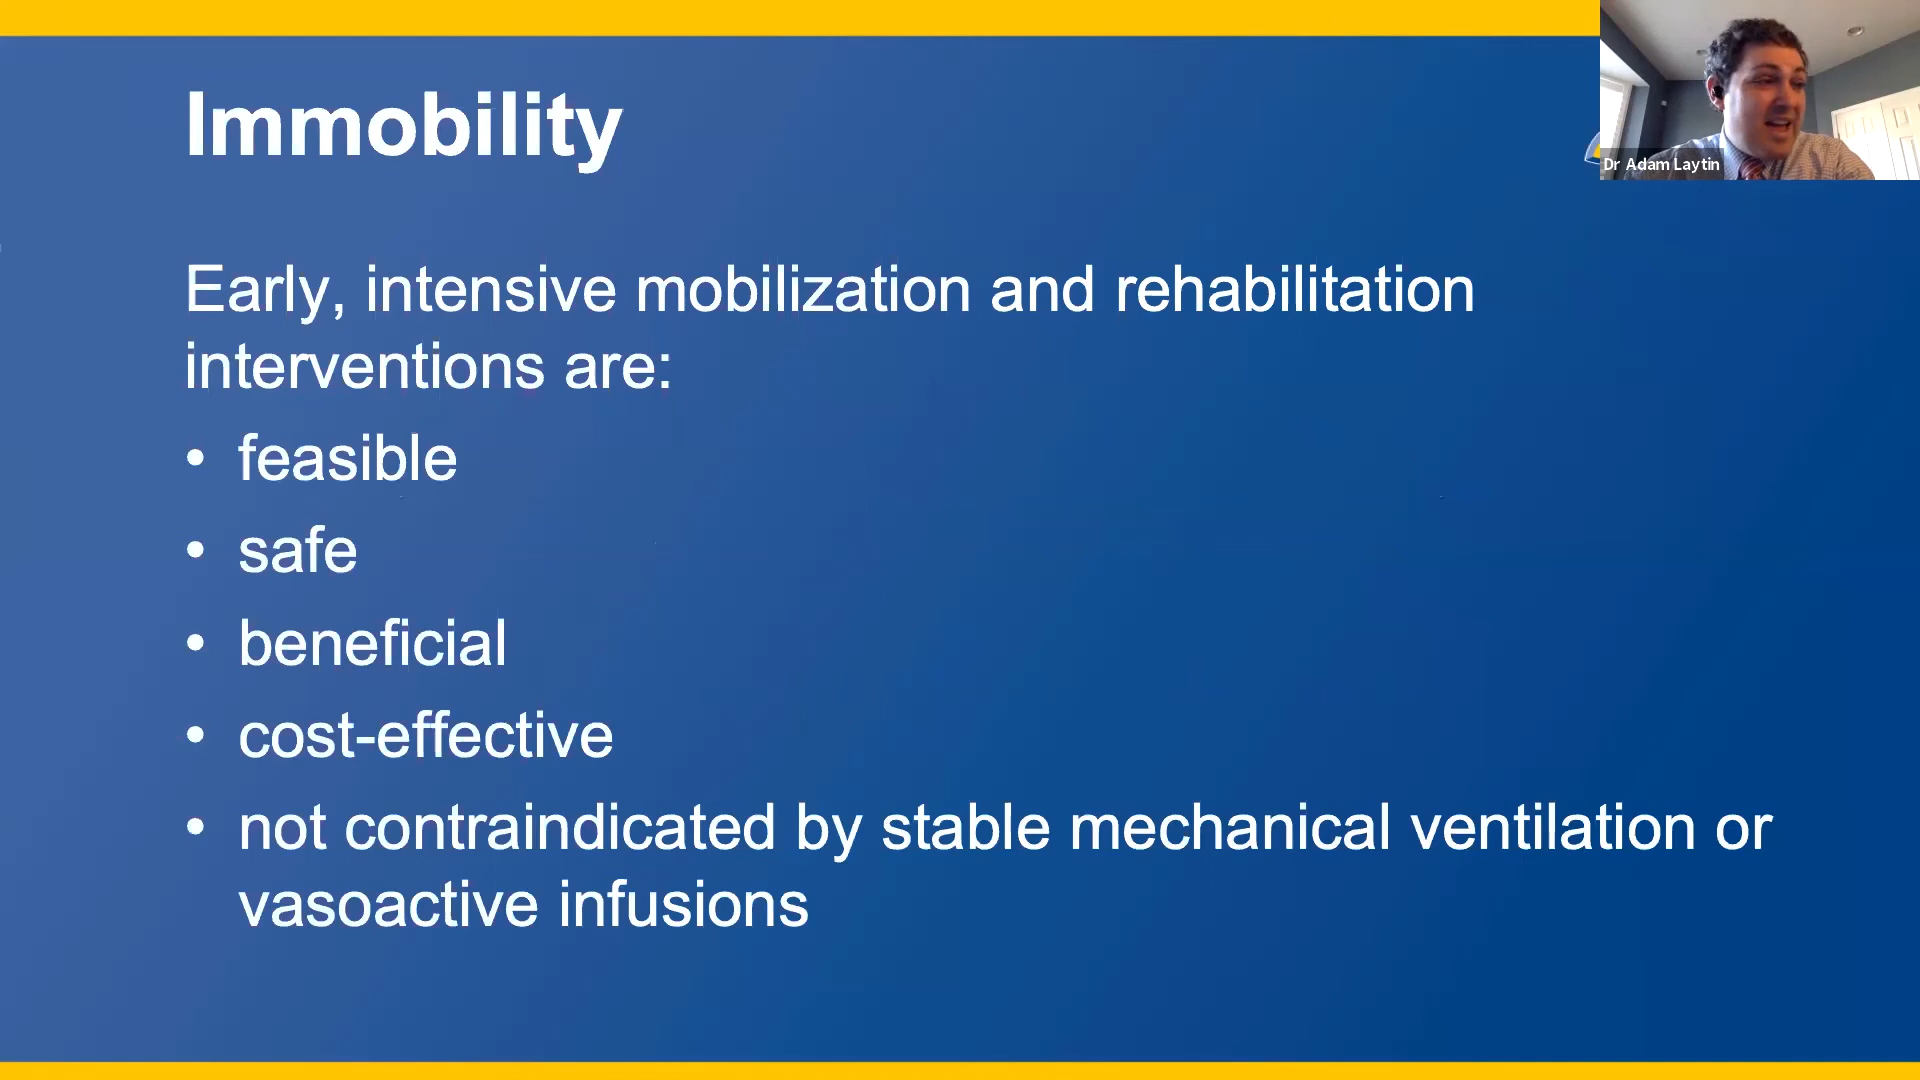 Immobility
Dr Adam Laytin
Early, intensive mobilization and rehabilitation
interventions are:
• feasible
• safe
• beneficial
• cost-effective
• not contraindicated by stable mechanical ventilation or
vasoactive infusions